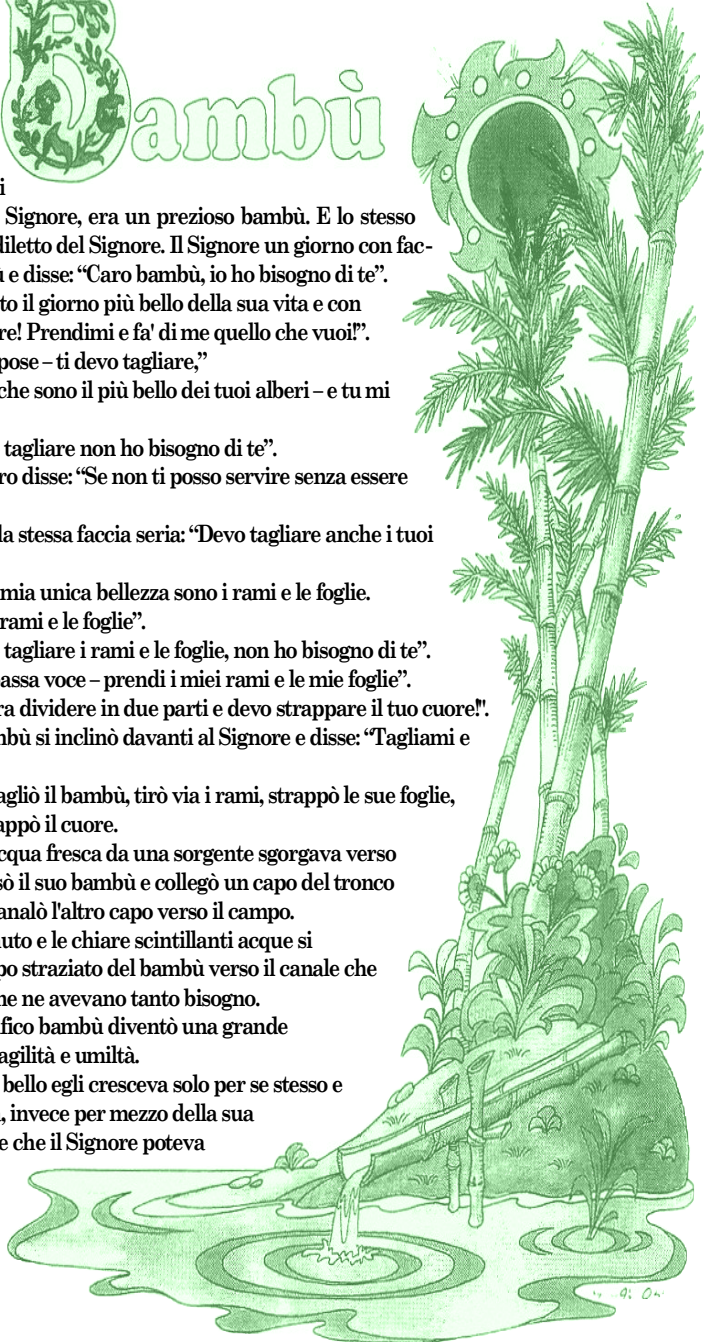 Bambù
i
Signore, era un prezioso bambù. E lo stesso
diletto del Signore. Il Signore un giorno con fac-
e disse: “Caro bambù, io ho bisogno di te”.
to il giorno più bello della sua vita e con
re! Prendimi e fa' di me quello che vuoi!”.
pose – ti devo tagliare,”
che sono il più bello dei tuoi alberi – e tu mi
tagliare non ho bisogno di te”.
ro disse: “Se non ti posso servire senza essere
la stessa faccia seria: “Devo tagliare anche i tuoi
mia unica bellezza sono i rami e le foglie.
rami e le foglie”.
tagliare i rami e le foglie, non ho bisogno di te”.
assa voce – prendi i miei rami e le mie foglie”.
ra dividere in due parti e devo strappare il tuo cuore!".
mbù si inclinò davanti al Signore e disse: “Tagliami e
agliò il bambù, tirò via i rami, strappò le sue foglie,
appò il cuore.
cqua fresca da una sorgente sgorgava verso
sò il suo bambù e collegò un capo del tronco
analò l'altro capo verso il campo.
uto e le chiare scintillanti acque si
po straziato del bambù verso il canale che
he ne avevano tanto bisogno.
ifico bambù diventò una grande
agilità e umiltà.
bello egli cresceva solo per se stesso e
, invece per mezzo della sua
e che il Signore poteva